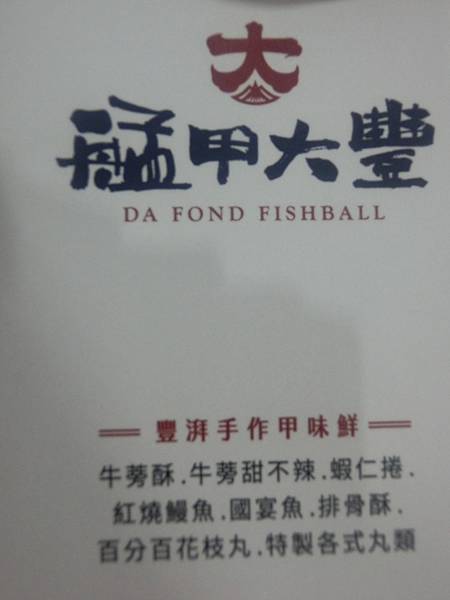 大
艋舺大豐
DA FOND FISHBALL
豐湃手作甲味鮮
牛蒡酥.牛蒡甜不辣.蝦仁捲.
紅燒鰻魚.國宴魚.排骨酥.
百分百花枝丸.特製各式丸類